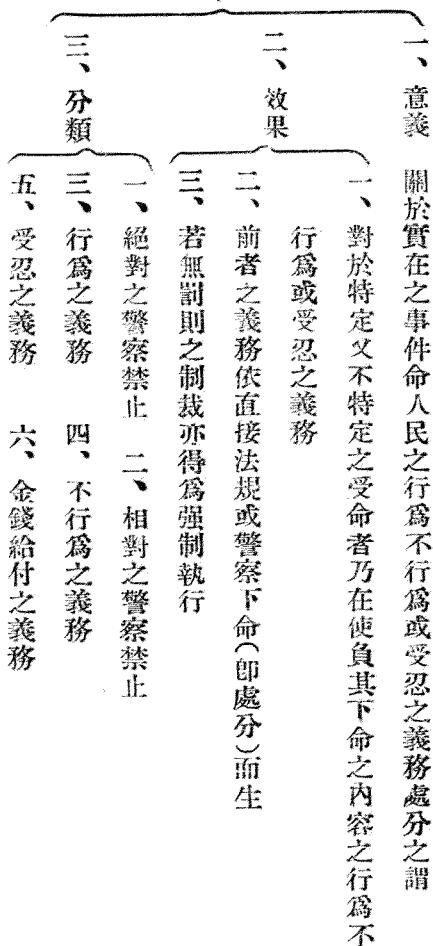 一、意義　關於實在之事件命人民之行爲不行爲或受忍之義務處分之謂
二、效果
一、對於特定又不特定之受命者乃在使負其下命之内容之行爲不
行爲或受忍之義務
二、前者之義務依直接法規或警察下命(卽處分)而生
三、若無罰則之制裁亦得爲强制執行
三、分類
一、絕對之警察禁止　二、相對之警察禁止
三、行爲之義務　四、不行爲之義務
五、受忍之義務　六、金錢給付之義務